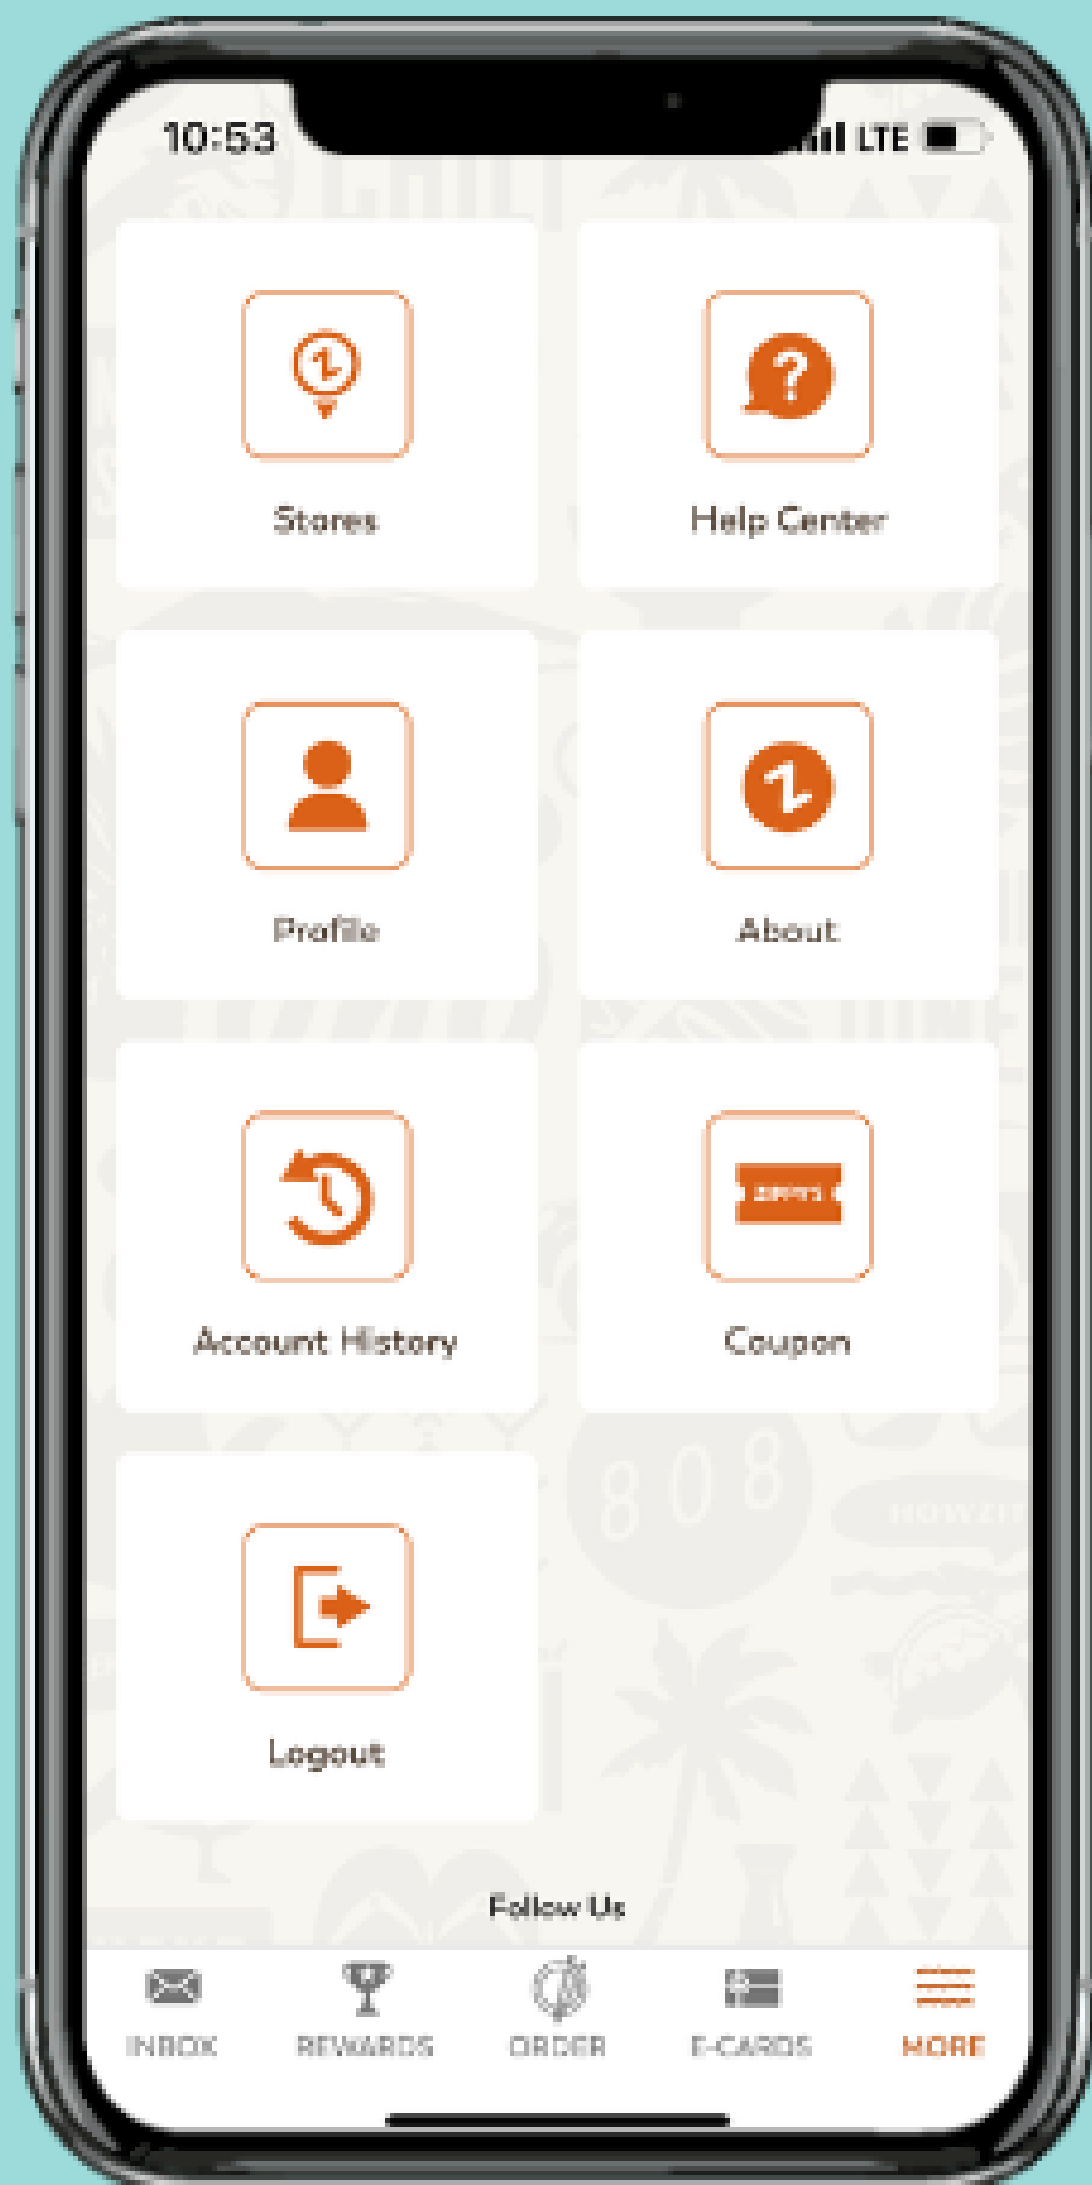 10:53 LTE
Stores Help Center
Profile About
Account History Coupon
808
HOWZIT
Logout
Follow Us
INBOX REWARDS ORDER E-CARDS MORE